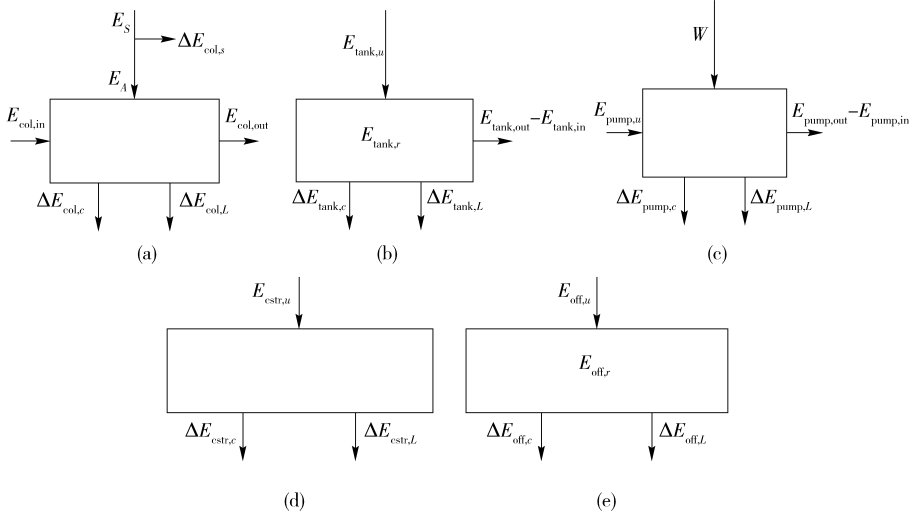 E_S
ΔE_col,s
E_A
E_col,in
E_col,out
ΔE_col,c
ΔE_col,L
(a)
E_tank,u
E_tank,r
E_tank,out−E_tank,in
ΔE_tank,c
ΔE_tank,L
(b)
W
E_pump,u
E_pump,out−E_pump,in
ΔE_pump,c
ΔE_pump,L
(c)
E_cstr,u
ΔE_cstr,c
ΔE_cstr,L
(d)
E_off,u
E_off,r
ΔE_off,c
ΔE_off,L
(e)